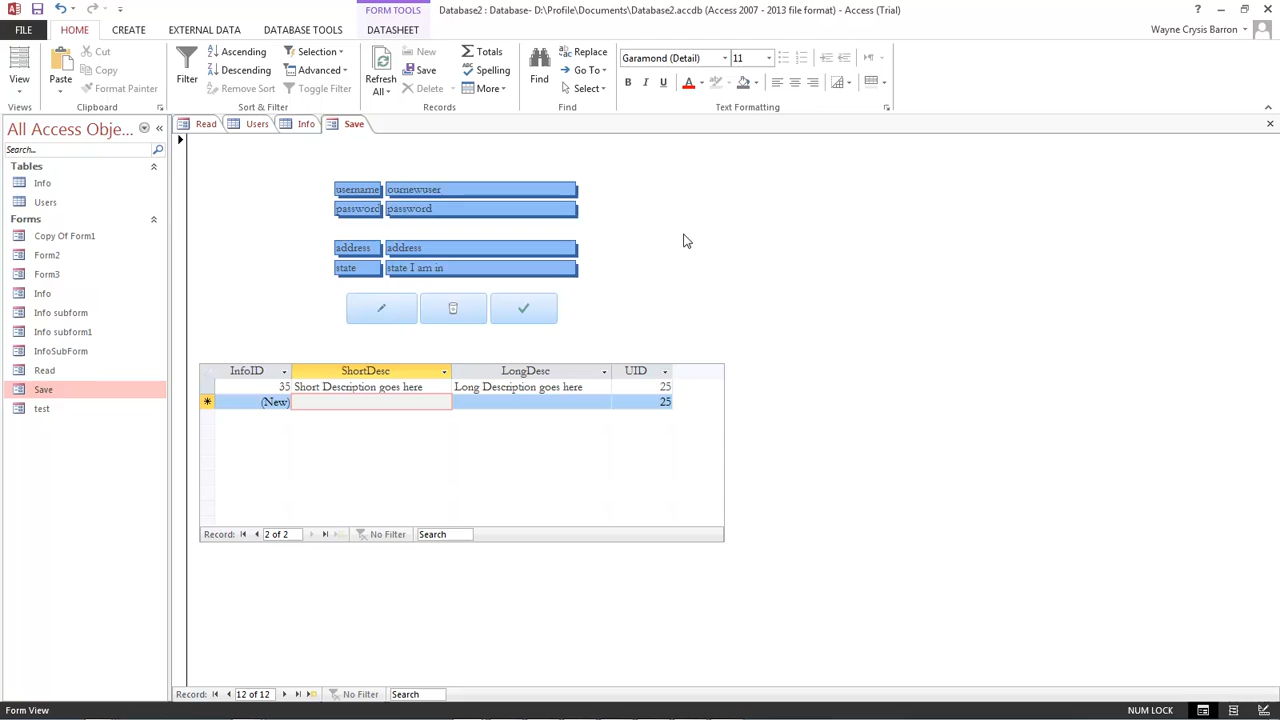 FORM TOOLS
Database2 : Database- D:\Profile\Documents\Database2.accdb (Access 2007 - 2013 file format) - Access (Trial)
FILE HOME CREATE EXTERNAL DATA DATABASE TOOLS DATASHEET
Wayne Crysis Barron
View
Views
Paste
Cut
Copy
Format Painter
Clipboard
Filter
Ascending
Descending
Remove Sort
Selection
Advanced
Toggle Filter
Sort & Filter
Refresh
All
New
Save
Delete
Totals
Spelling
More
Records
Find
Replace
Go To
Select
Find
Garamond (Detail) 11
B I U A
Text Formatting
All Access Obje...
Search...
Tables
Info
Users
Forms
Copy Of Form1
Form2
Form3
Info
Info subform
Info subform1
InfoSubForm
Read
Save
test
Read Users Info Save
username ournewuser
password password
address address
state state I am in
InfoID ShortDesc LongDesc UID
35 Short Description goes here Long Description goes here 25
(New) 25
Record: 2 of 2 No Filter Search
Record: 12 of 12 No Filter Search
Form View
NUM LOCK